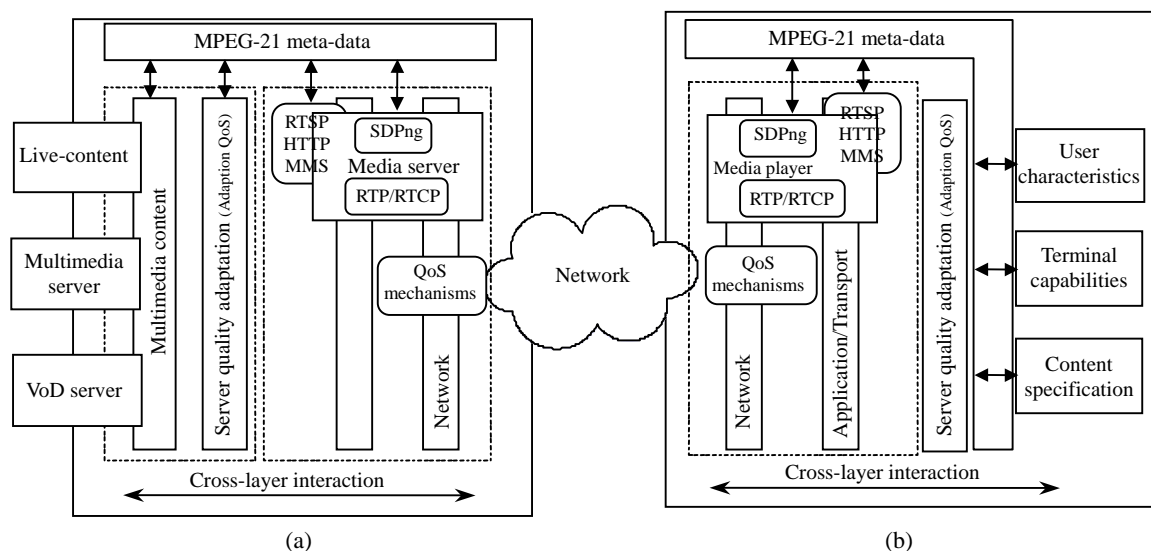 MPEG-21 meta-data
RTSP
HTTP
MMS
SDPng
Media server
RTP/RTCP
Live-content
Multimedia
server
VoD server
Multimedia content
Server quality adaptation (Adaption QoS)
QoS
mechanisms
Network
Cross-layer interaction
(a)
Network
MPEG-21 meta-data
SDPng
Media player
RTP/RTCP
RTSP
HTTP
MMS
QoS
mechanisms
Network
Application/Transport
Server quality adaptation (Adaption QoS)
User
characteristics
Terminal
capabilities
Content
specification
Cross-layer interaction
(b)